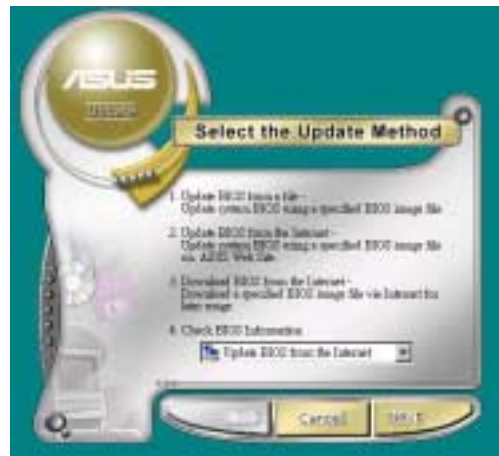 ASUS
Select the Update Method
1. Update BIOS from a file -
Update system BIOS using a specified BIOS image file
2. Update BIOS from the Internet -
Update system BIOS using a specified BIOS image file
via ASUS Web Site.
3. Download BIOS from the Internet -
Download a specified BIOS image file via Internet for
later usage
4. Check BIOS Information
Update BIOS from the Internet
Cancel
Next